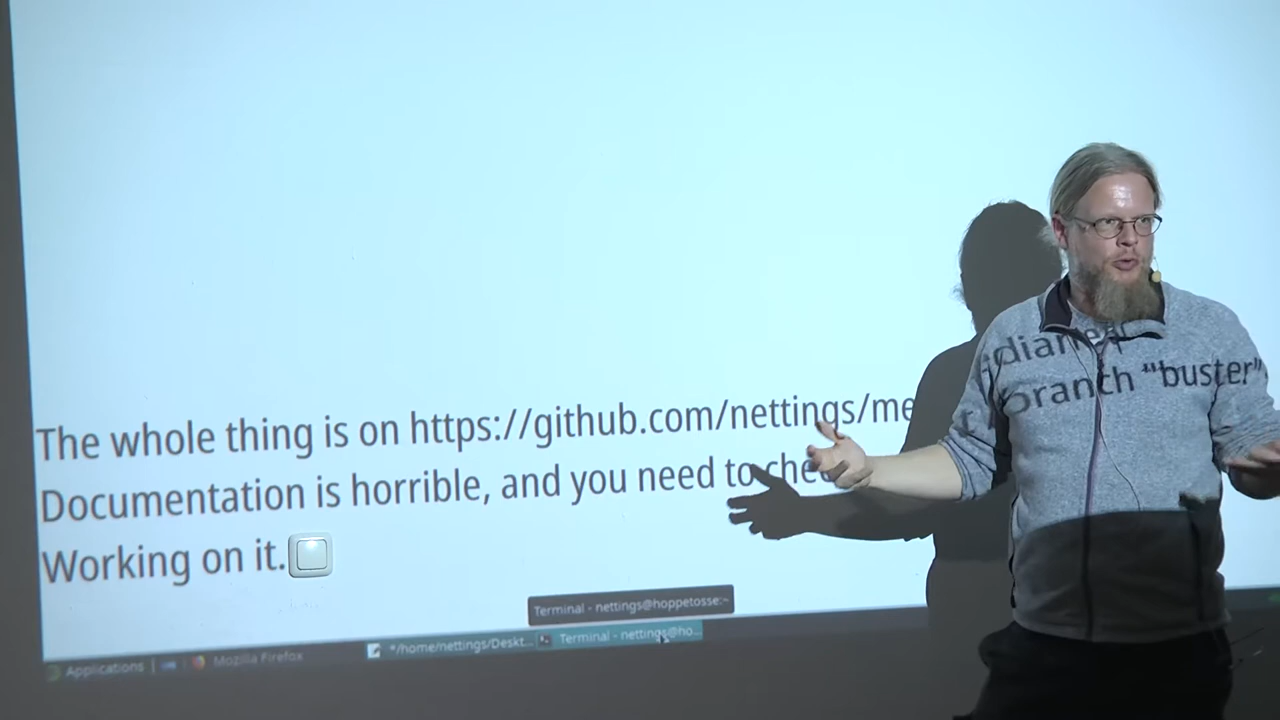 The whole thing is on https://github.com/nettings/me
diarea
Documentation is horrible, and you need to che
branch "buster"
Working on it.
Terminal - nettings@hoppetosse:~
Applications
Mozilla Firefox
*/home/nettings/Deskt...
Terminal - nettings@ho...